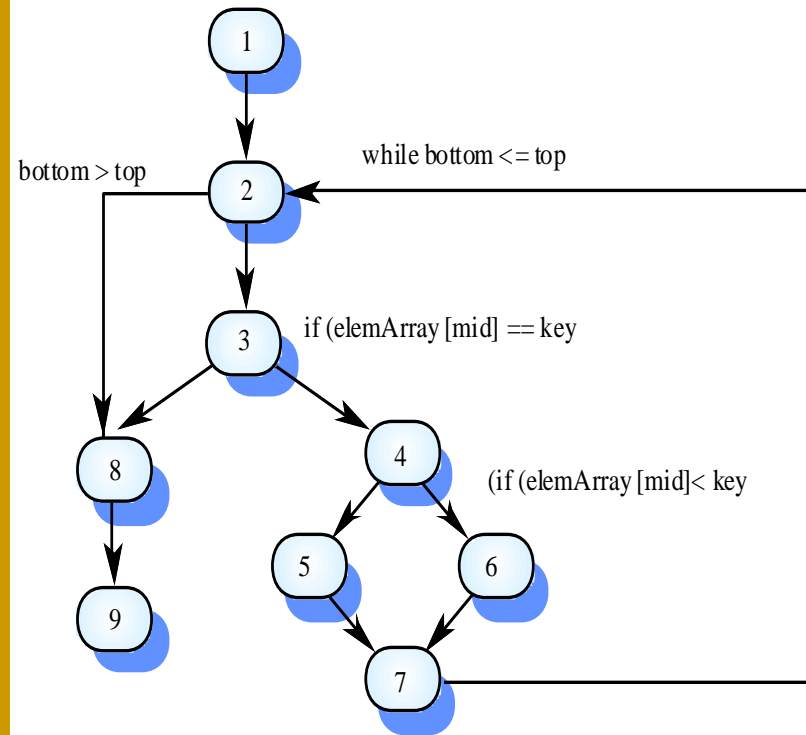 1
bottom > top
while bottom <= top
2
3
if (elemArray [mid] == key
8
4
(if (elemArray [mid]< key
5
6
9
7